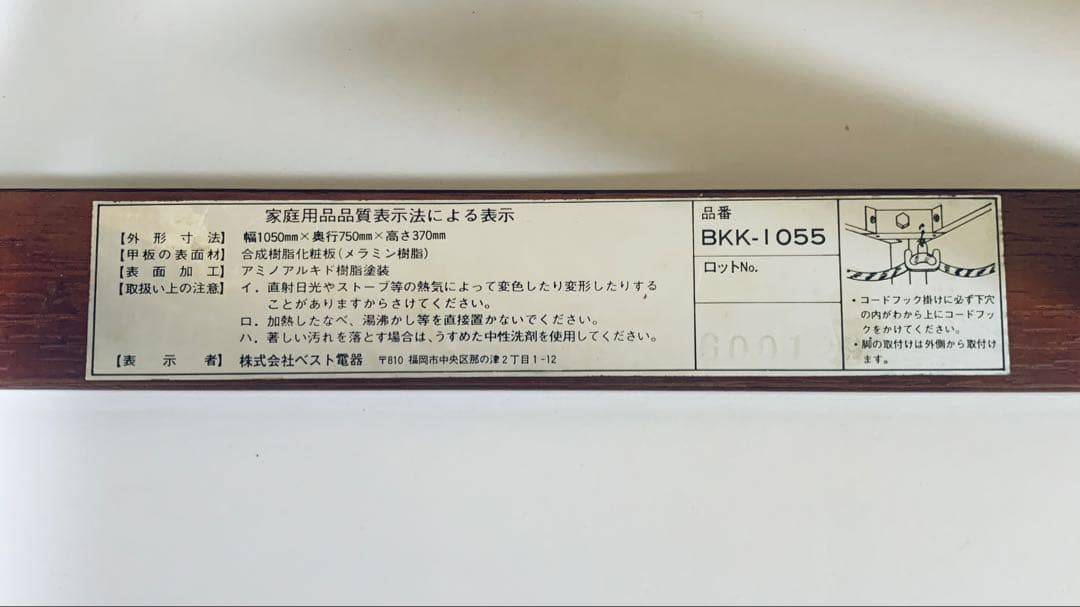 家庭用品品質表示法による表示
【外形寸法】 幅1050mm×奥行750mm×高さ370mm
【甲板の表面材】 合成樹脂化粧板(メラミン樹脂)
【表面加工】 アミノアルキド樹脂塗装
【取扱い上の注意】 イ．直射日光やストーブ等の熱気によって変色したり変形したりする
ことがありますからさけてください。
ロ．加熱したなべ、湯沸かし等を直接置かないでください。
ハ．著しい汚れを落とす場合は、うすめた中性洗剤を使用してください。
【表示者】 株式会社ベスト電器 〒810 福岡市中央区那の津2丁目1-12
品番
BKK-1055
ロットNo.
・コードフック掛けに必ず下穴
の内がわから上にコードフッ
クをかけてください。
・脚の取付けは外側から取付け
ます。